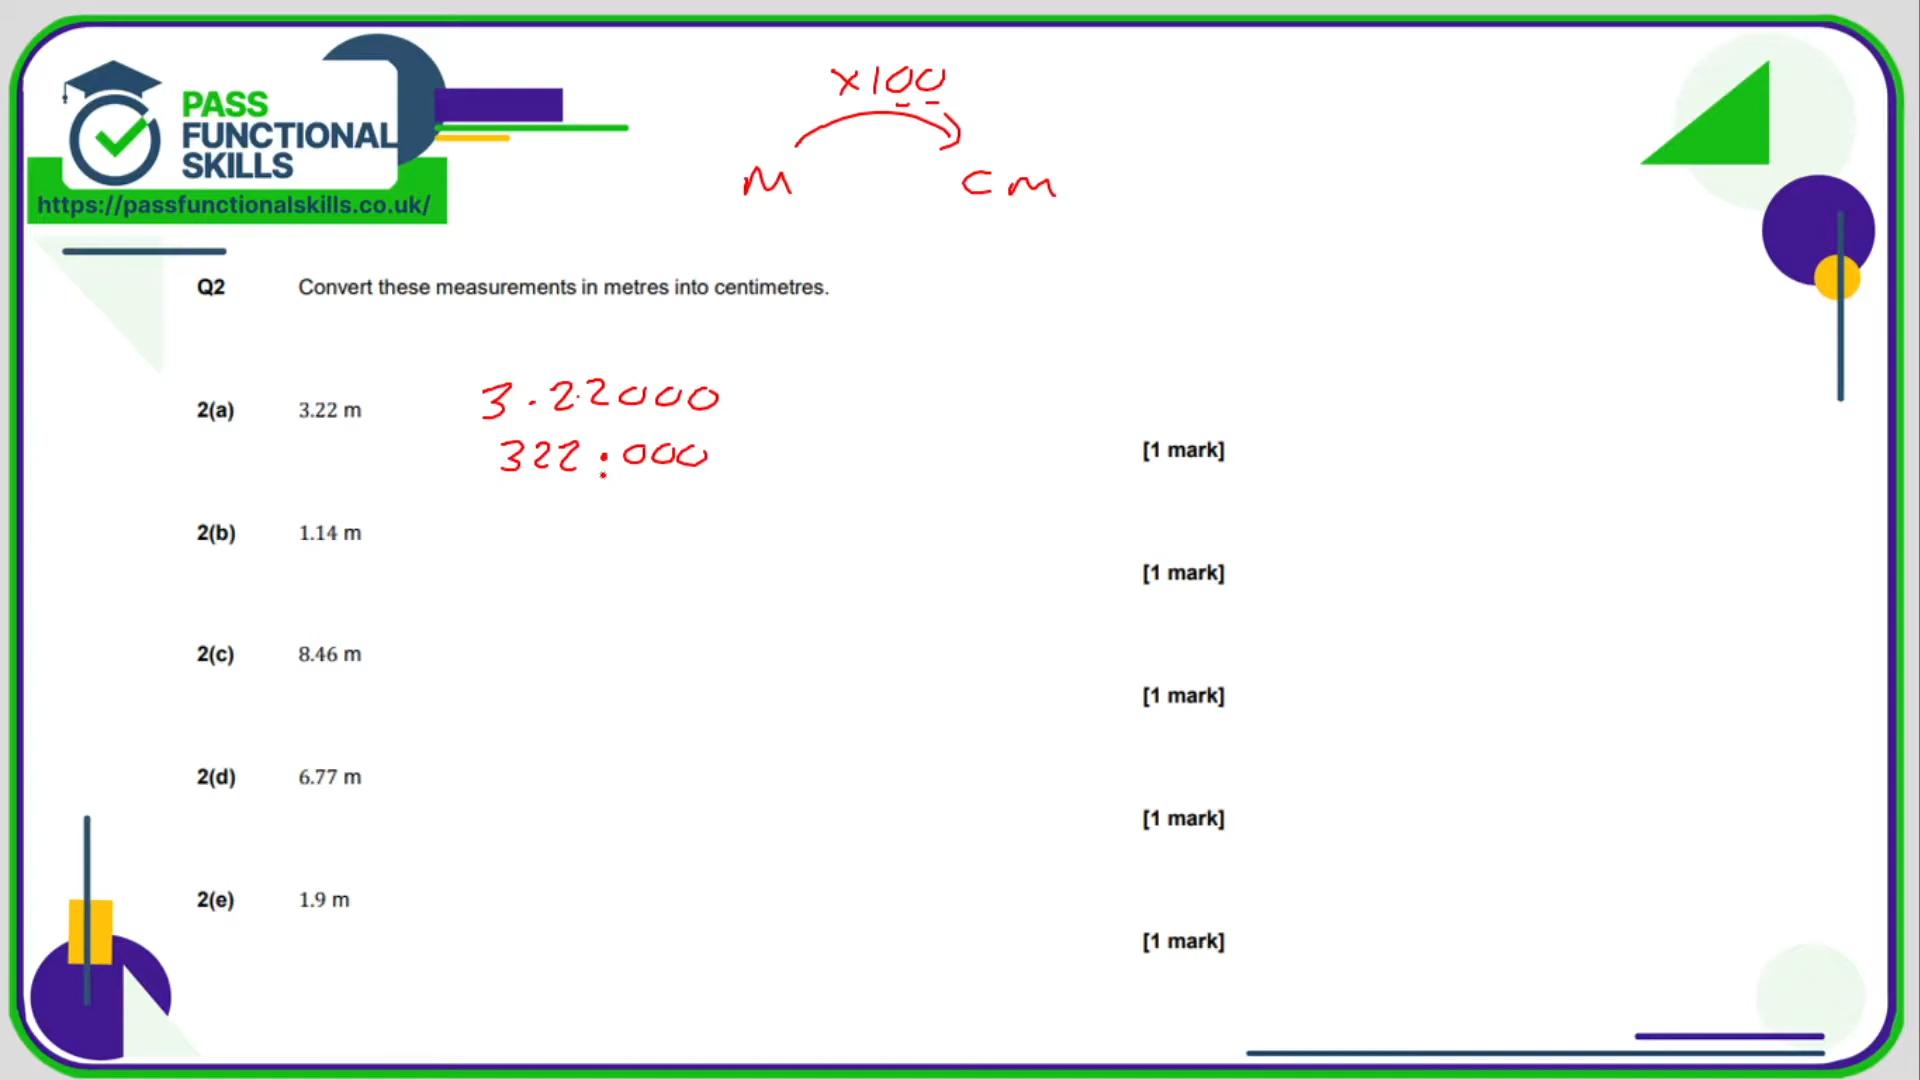 PASS
FUNCTIONAL
SKILLS
https://passfunctionalskills.co.uk/
x100
M cm
Q2 Convert these measurements in metres into centimetres.
2(a) 3.22 m 3.22000
322.000
[1 mark]
2(b) 1.14 m
[1 mark]
2(c) 8.46 m
[1 mark]
2(d) 6.77 m
[1 mark]
2(e) 1.9 m
[1 mark]